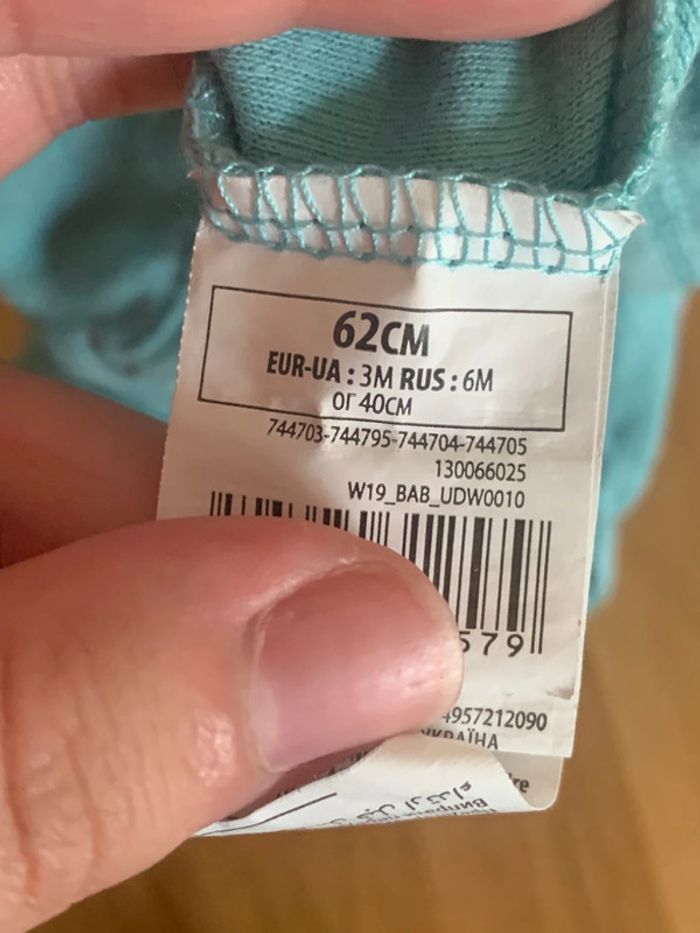 62CM
EUR-UA : 3M RUS : 6M
ОГ 40СМ
744703-744795-744704-744705
130066025
W19_BAB_UDW0010
579
4957212090
УКРАЇНА